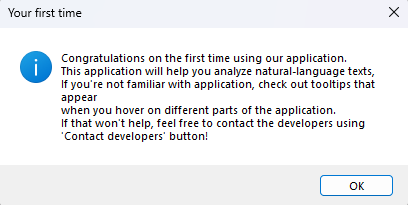 Your first time
Congratulations on the first time using our application.
This application will help you analyze natural-language texts,
If you're not familiar with application, check out tooltips that
appear
when you hover on different parts of the application.
If that won't help, feel free to contact the developers using
'Contact developers' button!
OK